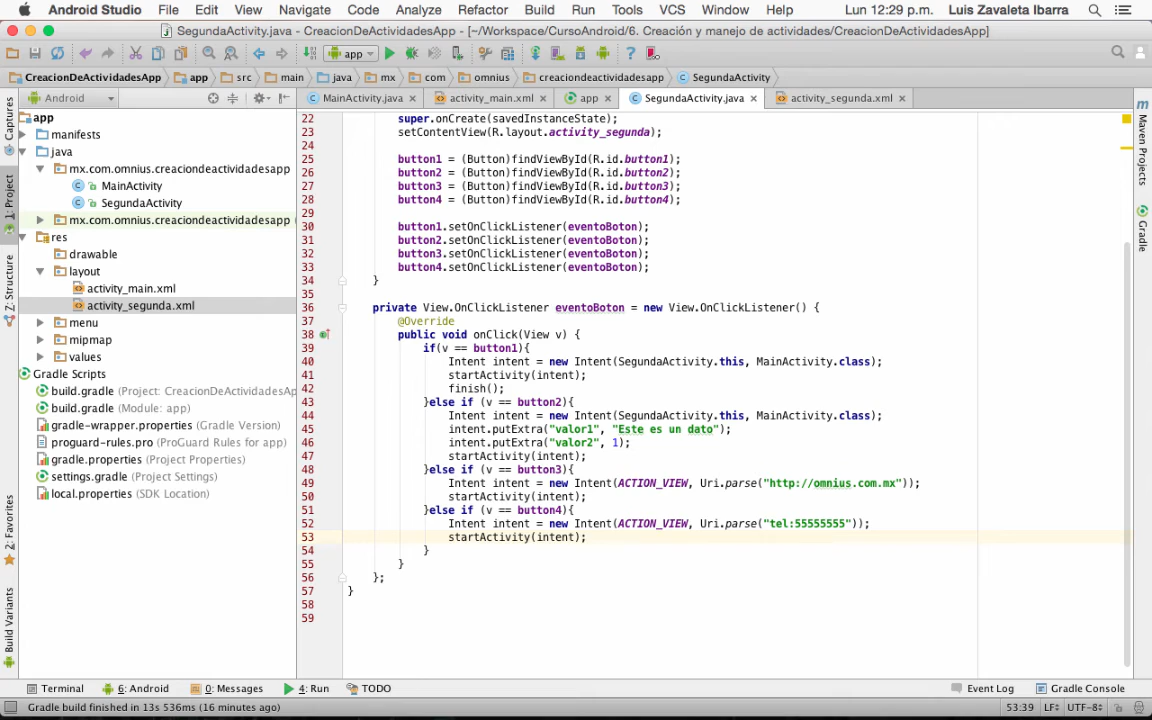 Android Studio File Edit View Navigate Code Analyze Refactor Build Run Tools VCS Window Help Lun 12:29 p.m. Luis Zavaleta Ibarra
SegundaActivity.java - CreacionDeActividadesApp - [~/Workspace/CursoAndroid/6. Creación y manejo de actividades/CreacionDeActividadesApp]
app
CreacionDeActividadesApp app src main java mx com omnius creaciondeactividadesapp SegundaActivity
Android
MainActivity.java activity_main.xml app SegundaActivity.java activity_segunda.xml
Captures
1: Project
Z: Structure
2: Favorites
Build Variants
app
manifests
java
mx.com.omnius.creaciondeactividadesapp
MainActivity
SegundaActivity
mx.com.omnius.creaciondeactividadesapp
res
drawable
layout
activity_main.xml
activity_segunda.xml
menu
mipmap
values
Gradle Scripts
build.gradle (Project: CreacionDeActividadesAp
build.gradle (Module: app)
gradle-wrapper.properties (Gradle Version)
proguard-rules.pro (ProGuard Rules for app)
gradle.properties (Project Properties)
settings.gradle (Project Settings)
local.properties (SDK Location)
22 super.onCreate(savedInstanceState);
23 setContentView(R.layout.activity_segunda);
24
25 button1 = (Button)findViewById(R.id.button1);
26 button2 = (Button)findViewById(R.id.button2);
27 button3 = (Button)findViewById(R.id.button3);
28 button4 = (Button)findViewById(R.id.button4);
29
30 button1.setOnClickListener(eventoBoton);
31 button2.setOnClickListener(eventoBoton);
32 button3.setOnClickListener(eventoBoton);
33 button4.setOnClickListener(eventoBoton);
34 }
35
36 private View.OnClickListener eventoBoton = new View.OnClickListener() {
37 @Override
38 public void onClick(View v) {
39 if(v == button1){
40 Intent intent = new Intent(SegundaActivity.this, MainActivity.class);
41 startActivity(intent);
42 finish();
43 }else if (v == button2){
44 Intent intent = new Intent(SegundaActivity.this, MainActivity.class);
45 intent.putExtra("valor1", "Este es un dato");
46 intent.putExtra("valor2", 1);
47 startActivity(intent);
48 }else if (v == button3){
49 Intent intent = new Intent(ACTION_VIEW, Uri.parse("http://omnius.com.mx"));
50 startActivity(intent);
51 }else if (v == button4){
52 Intent intent = new Intent(ACTION_VIEW, Uri.parse("tel:55555555"));
53 startActivity(intent);
54 }
55 }
56 };
57 }
58
59
Maven Projects
Gradle
Terminal 6: Android 0: Messages 4: Run TODO Event Log Gradle Console
Gradle build finished in 13s 536ms (16 minutes ago) 53:39 LF UTF-8